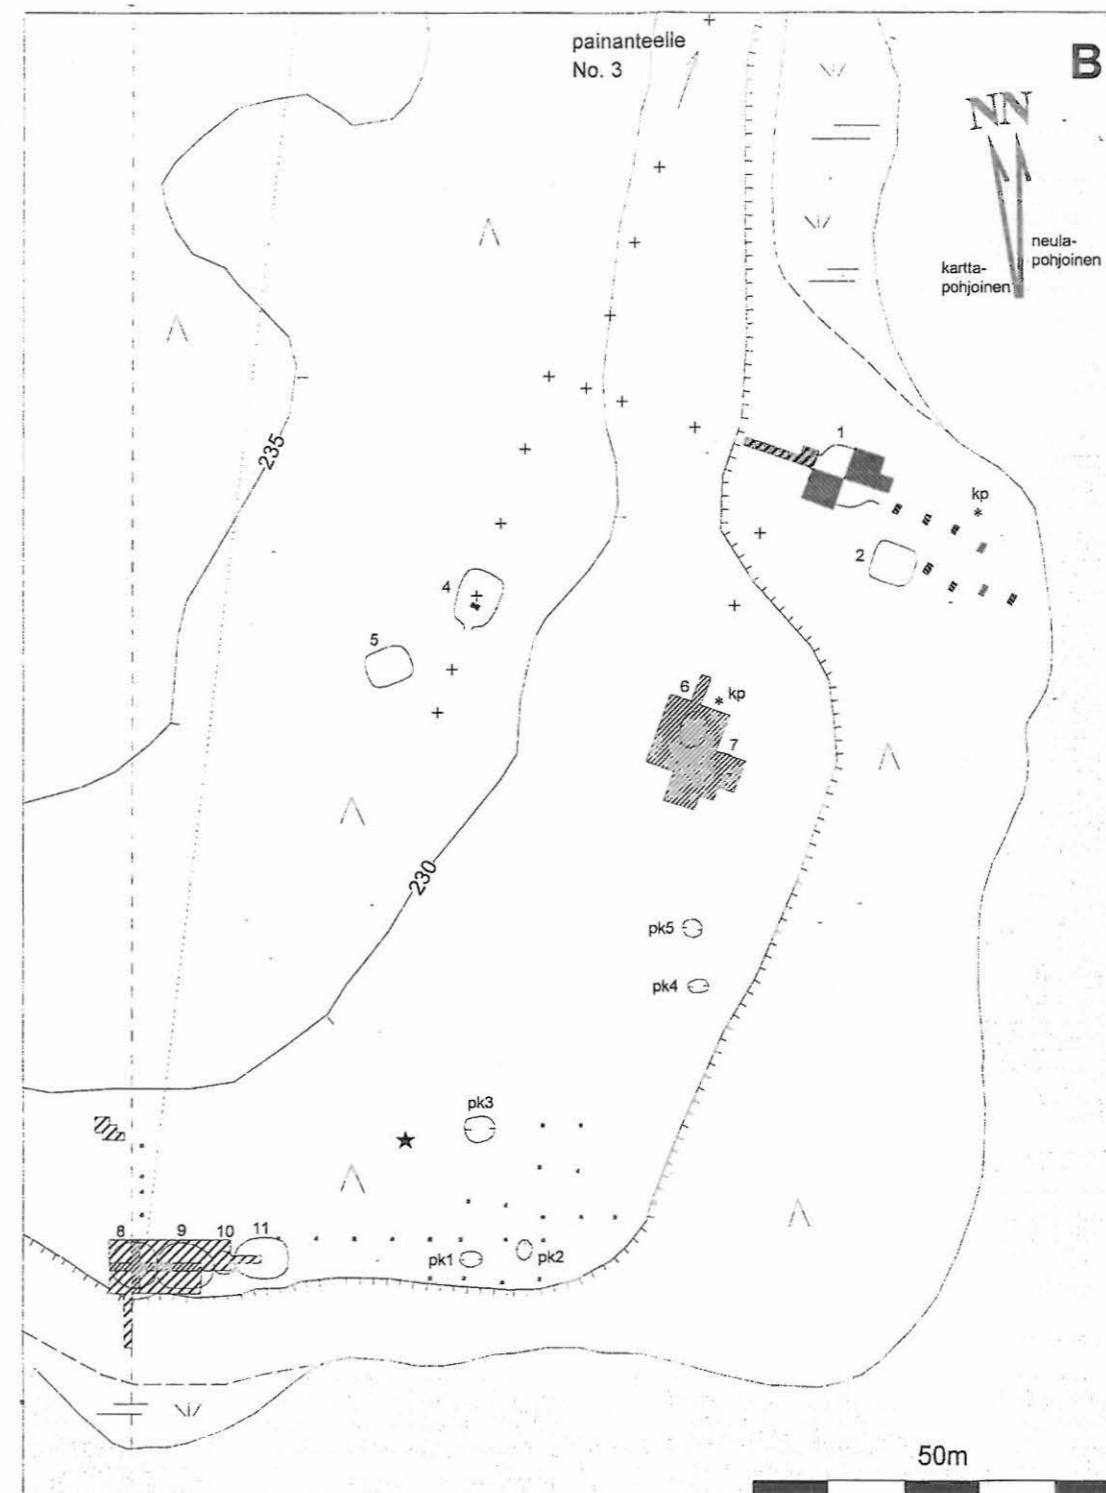 painanteelle
No. 3
B
NN
neula-
pohjoinen
kartta-
pohjoinen
235
1
kp
2
4
5
6
kp
7
230
pk5
pk4
pk3
8
9
10
11
pk1
pk2
50m